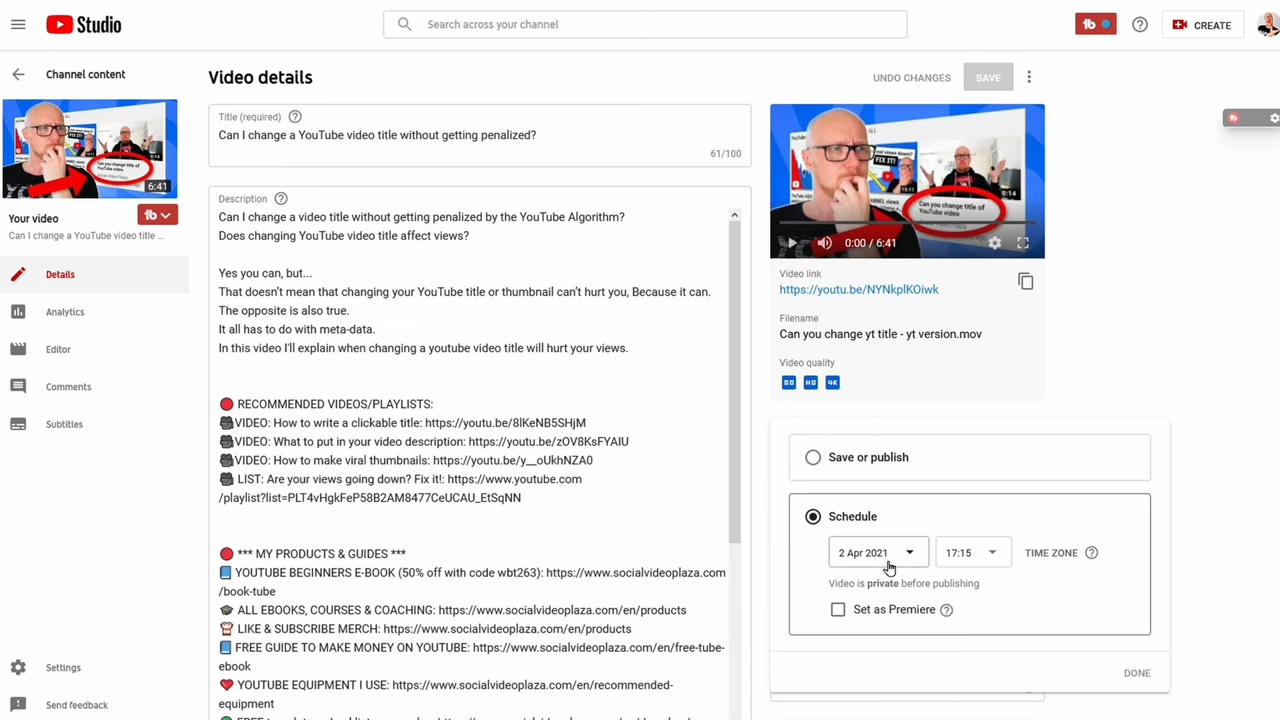 Studio
Search across your channel
tb
CREATE
Channel content
Video details
UNDO CHANGES
SAVE
6:41
Your video
tb
Can I change a YouTube video title ...
Details
Analytics
Editor
Comments
Subtitles
Settings
Send feedback
Title (required)
Can I change a YouTube video title without getting penalized?
61/100
Description
Can I change a video title without getting penalized by the YouTube Algorithm?
Does changing YouTube video title affect views?
Yes you can, but...
That doesn't mean that changing your YouTube title or thumbnail can't hurt you, Because it can.
The opposite is also true.
It all has to do with meta-data.
In this video I'll explain when changing a youtube video title will hurt your views.
🔴 RECOMMENDED VIDEOS/PLAYLISTS:
🎥VIDEO: How to write a clickable title: https://youtu.be/8lKeNB5SHjM
🎥VIDEO: What to put in your video description: https://youtu.be/zOV8KsFYAIU
🎥VIDEO: How to make viral thumbnails: https://youtu.be/y__oUkhNZA0
🎥 LIST: Are your views going down? Fix it!: https://www.youtube.com
/playlist?list=PLT4vHgkFeP58B2AM8477CeUCAU_EtSqNN
🔴 *** MY PRODUCTS & GUIDES ***
📘 YOUTUBE BEGINNERS E-BOOK (50% off with code wbt263): https://www.socialvideoplaza.com
/book-tube
🎓 ALL EBOOKS, COURSES & COACHING: https://www.socialvideoplaza.com/en/products
👚 LIKE & SUBSCRIBE MERCH: https://www.socialvideoplaza.com/en/products
📘 FREE GUIDE TO MAKE MONEY ON YOUTUBE: https://www.socialvideoplaza.com/en/free-tube-
ebook
❤️ YOUTUBE EQUIPMENT I USE: https://www.socialvideoplaza.com/en/recommended-
equipment
FIX IT!
Can you change title of
YouTube video
0:00 / 6:41
Video link
https://youtu.be/NYNkplKOiwk
Filename
Can you change yt title - yt version.mov
Video quality
SD HD 4K
Save or publish
Schedule
2 Apr 2021
17:15
TIME ZONE
Video is private before publishing
Set as Premiere
DONE